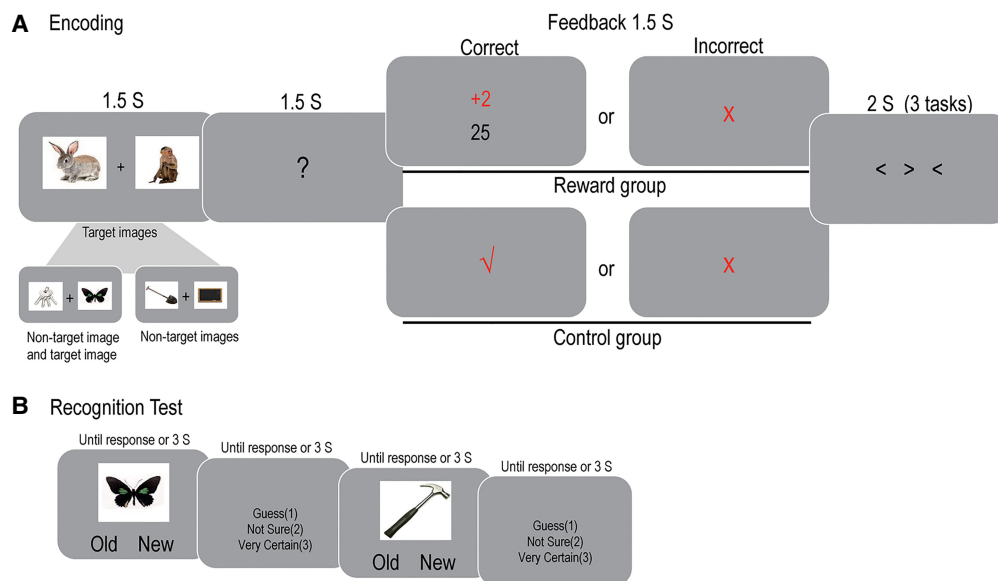 A Encoding
Feedback 1.5 S
Correct
Incorrect
1.5 S
1.5 S
2 S (3 tasks)
+
?
+2
25
or
X
< > <
Reward group
Target images
+
+
Non-target image
and target image
Non-target images
√
or
X
Control group
B Recognition Test
Until response or 3 S
Until response or 3 S
Until response or 3 S
Until response or 3 S
Old New
Guess(1)
Not Sure(2)
Very Certain(3)
Old New
Guess(1)
Not Sure(2)
Very Certain(3)